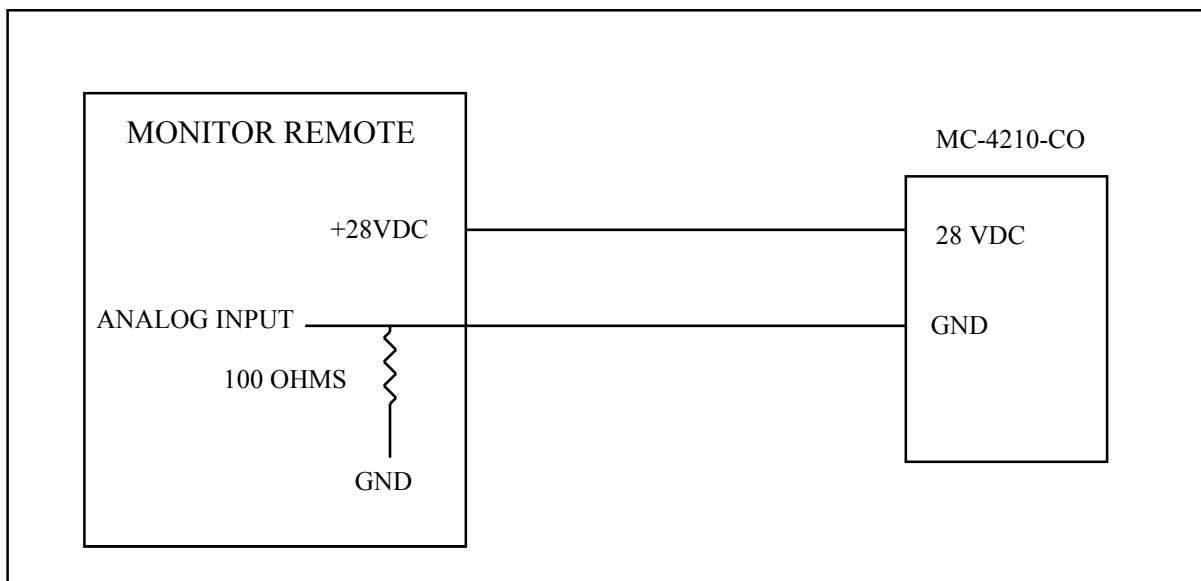 MONITOR REMOTE
MC-4210-CO
+28VDC
28 VDC
ANALOG INPUT
GND
100 OHMS
GND